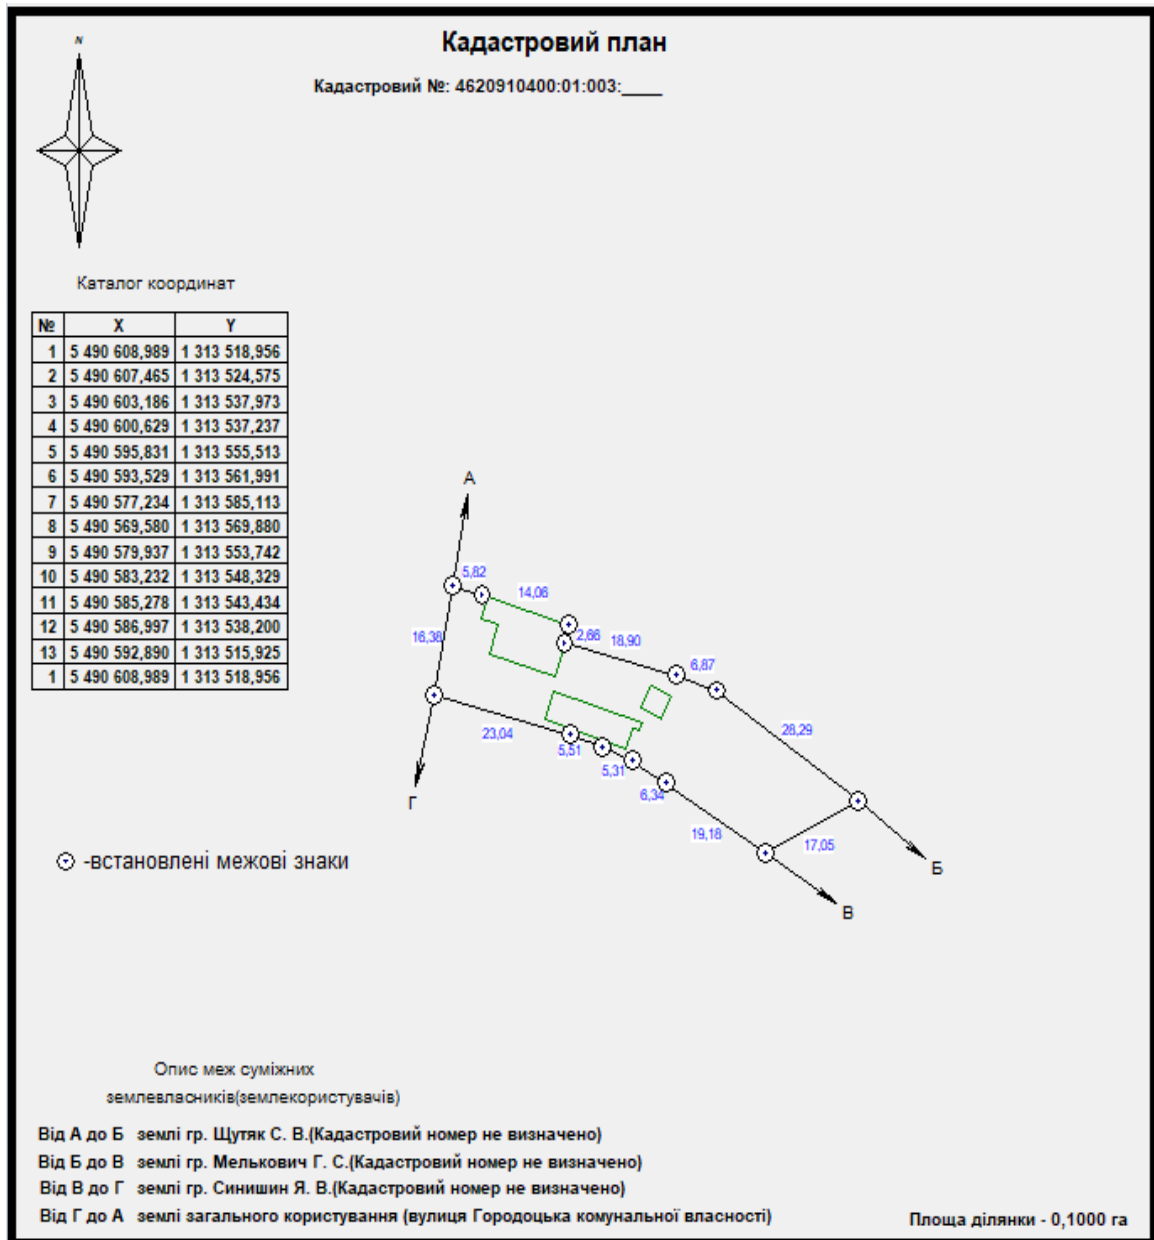 Кадастровий план
N
Кадастровий №: 4620910400:01:003:____
Каталог координат
№ X Y
1 5 490 608,989 1 313 518,956
2 5 490 607,465 1 313 524,575
3 5 490 603,186 1 313 537,973
4 5 490 600,629 1 313 537,237
5 5 490 595,831 1 313 555,513
6 5 490 593,529 1 313 561,991
7 5 490 577,234 1 313 585,113
8 5 490 569,580 1 313 569,880
9 5 490 579,937 1 313 553,742
10 5 490 583,232 1 313 548,329
11 5 490 585,278 1 313 543,434
12 5 490 586,997 1 313 538,200
13 5 490 592,890 1 313 515,925
1 5 490 608,989 1 313 518,956
А
5,82
14,06
16,38
2,66
18,90
6,87
23,04
5,51
28,29
5,31
6,34
Г
19,18
17,05
Б
В
-встановлені межові знаки
Опис меж суміжних
землевласників(землекористувачів)
Від А до Б землі гр. Щутяк С. В.(Кадастровий номер не визначено)
Від Б до В землі гр. Мелькович Г. С.(Кадастровий номер не визначено)
Від В до Г землі гр. Синишин Я. В.(Кадастровий номер не визначено)
Від Г до А землі загального користування (вулиця Городоцька комунальної власності)
Площа ділянки - 0,1000 га